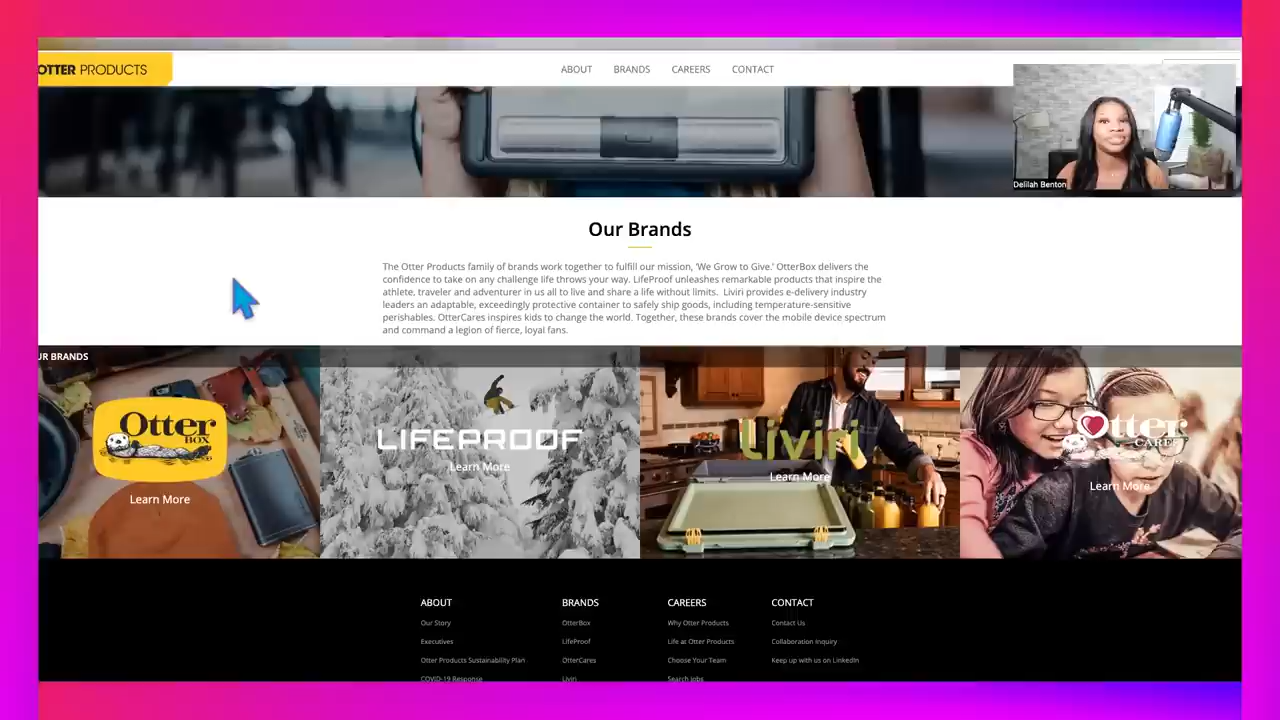 OTTER PRODUCTS
ABOUT
BRANDS
CAREERS
CONTACT
Delilah Benton
Our Brands
The Otter Products family of brands work together to fulfill our mission, 'We Grow to Give.' OtterBox delivers the
confidence to take on any challenge life throws your way. LifeProof unleashes remarkable products that inspire the
athlete, traveler and adventurer in us all to live and share a life without limits.  Liviri provides e-delivery industry
leaders an adaptable, exceedingly protective container to safely ship goods, including temperature-sensitive
perishables. OtterCares inspires kids to change the world. Together, these brands cover the mobile device spectrum
and command a legion of fierce, loyal fans.
UR BRANDS
Otter
BOX
Learn More
LIFEPROOF
Learn More
Liviri
Learn More
Otter
CARES
Learn More
ABOUT
Our Story
Executives
Otter Products Sustainability Plan
COVID-19 Response
BRANDS
OtterBox
LifeProof
OtterCares
Liviri
CAREERS
Why Otter Products
Life at Otter Products
Choose Your Team
Search Jobs
CONTACT
Contact Us
Collaboration Inquiry
Keep up with us on LinkedIn